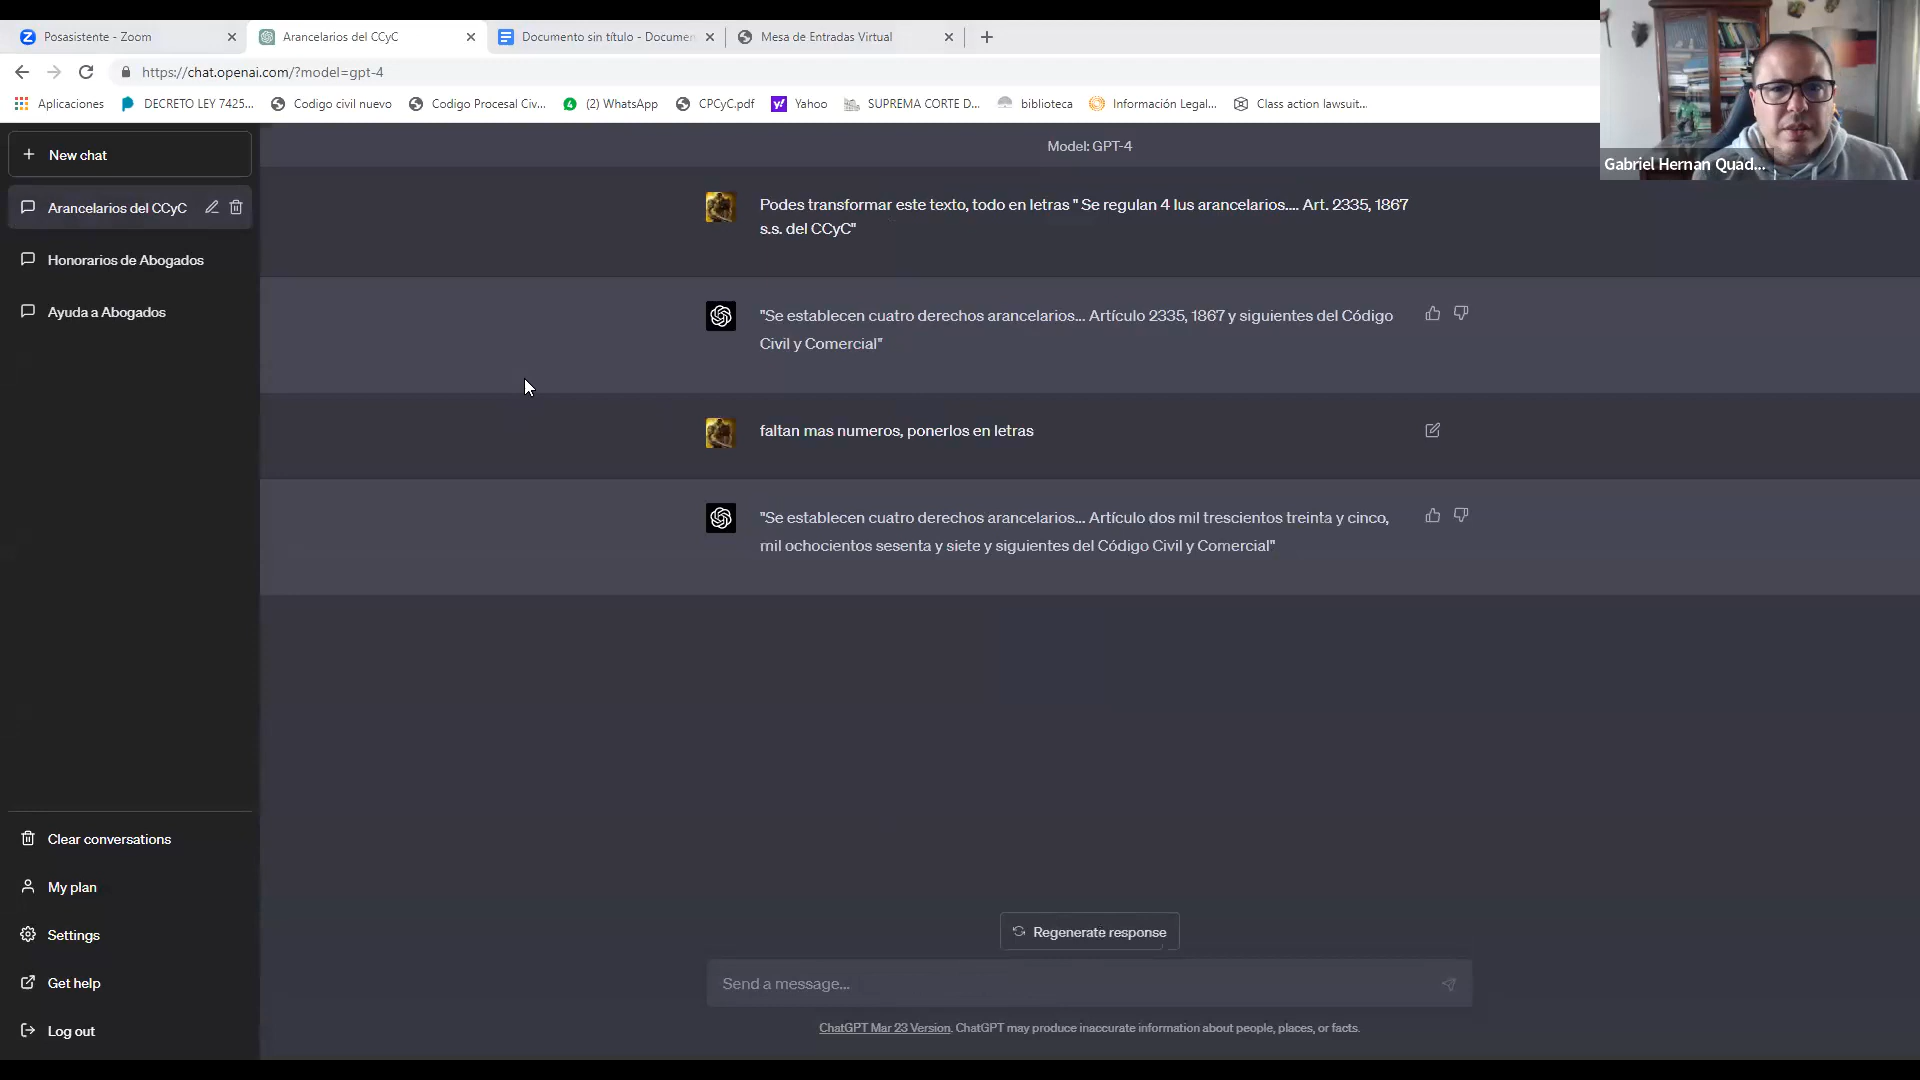 Posasistente - Zoom
Arancelarios del CCyC
Documento sin título - Documen
Mesa de Entradas Virtual
https://chat.openai.com/?model=gpt-4
Aplicaciones
DECRETO LEY 7425...
Codigo civil nuevo
Codigo Procesal Civ...
(2) WhatsApp
CPCyC.pdf
Yahoo
SUPREMA CORTE D...
biblioteca
Información Legal...
Class action lawsuit...
Gabriel Hernan Quad...
New chat
Arancelarios del CCyC
Honorarios de Abogados
Ayuda a Abogados
Clear conversations
My plan
Settings
Get help
Log out
Model: GPT-4
Podes transformar este texto, todo en letras " Se regulan 4 Ius arancelarios.... Art. 2335, 1867
s.s. del CCyC"
"Se establecen cuatro derechos arancelarios... Artículo 2335, 1867 y siguientes del Código
Civil y Comercial"
faltan mas numeros, ponerlos en letras
"Se establecen cuatro derechos arancelarios... Artículo dos mil trescientos treinta y cinco,
mil ochocientos sesenta y siete y siguientes del Código Civil y Comercial"
Regenerate response
Send a message...
ChatGPT Mar 23 Version. ChatGPT may produce inaccurate information about people, places, or facts.